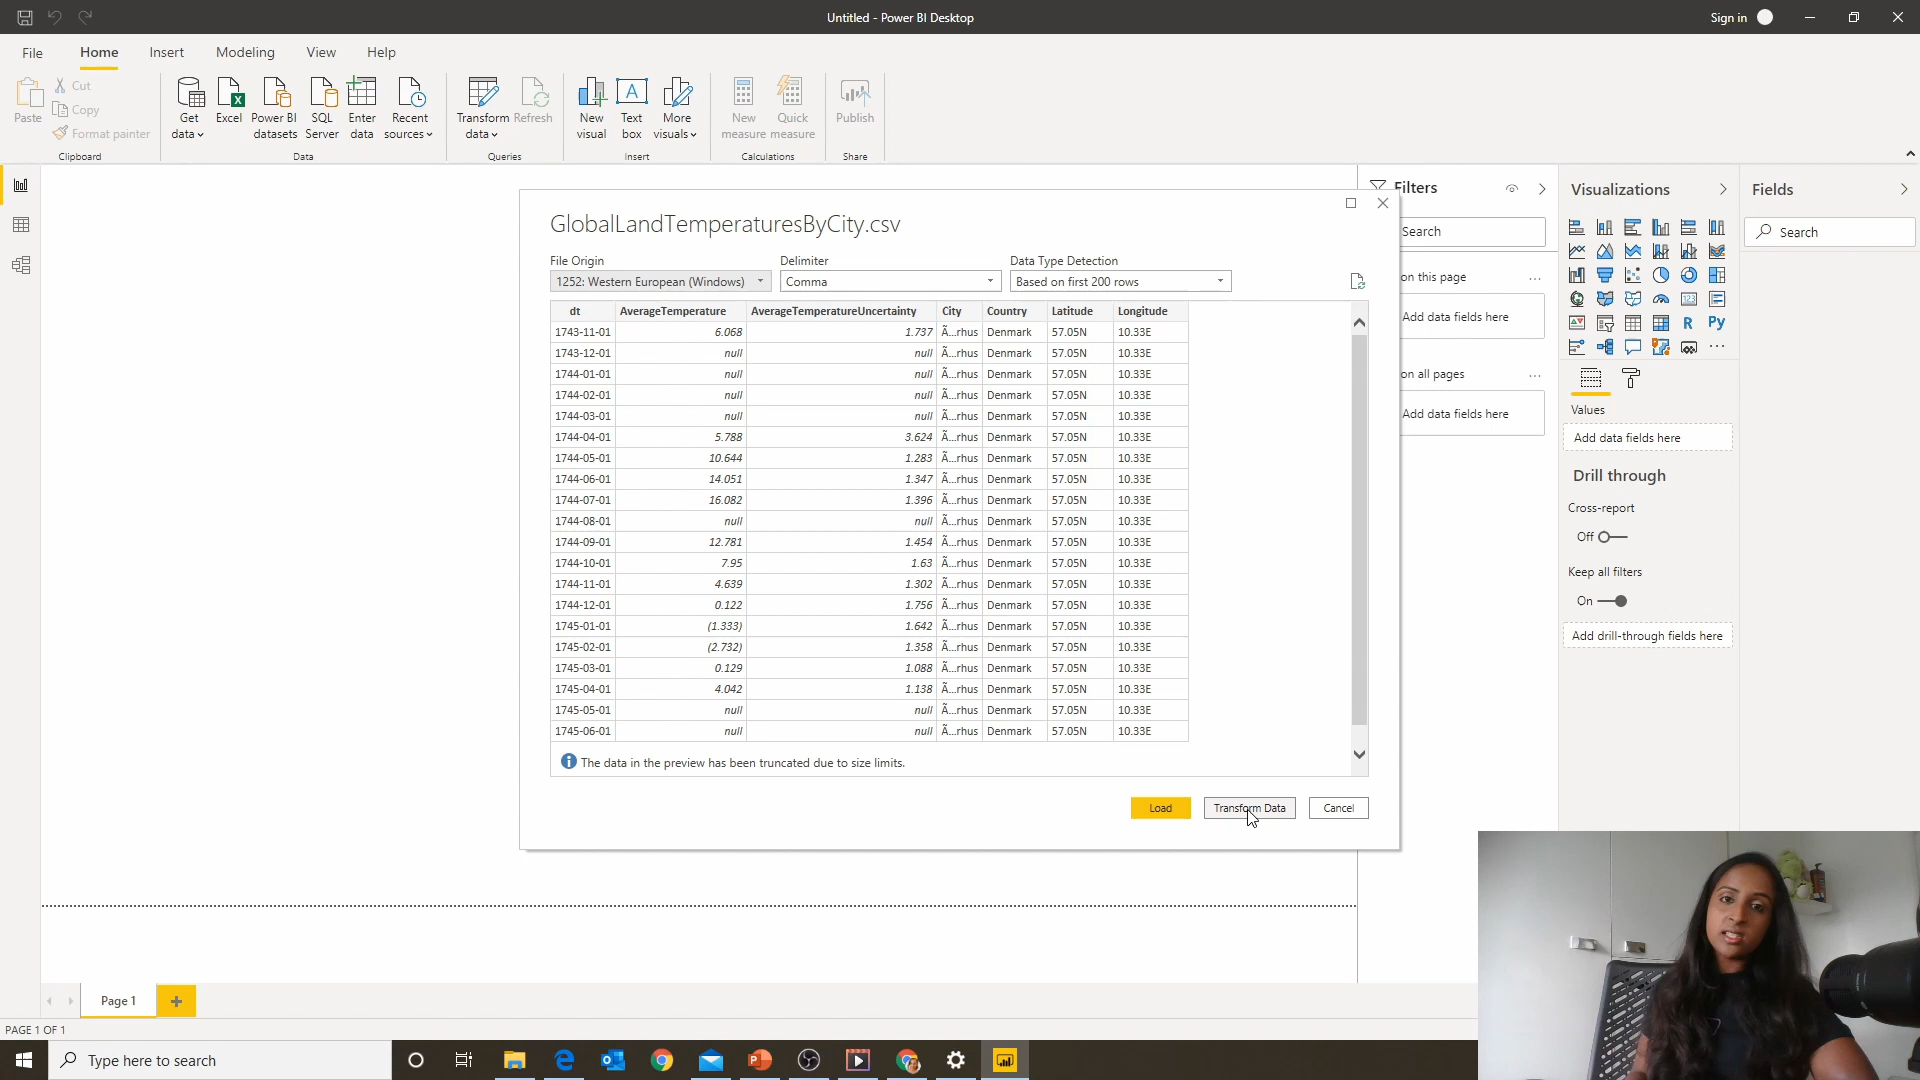 Untitled - Power BI Desktop
Sign in
File Home Insert Modeling View Help
Paste
Cut
Copy
Format painter
Clipboard
Get data
Excel
Power BI datasets
SQL Server
Enter data
Recent sources
Data
Transform data
Refresh
Queries
New visual
Text box
More visuals
Insert
New measure
Quick measure
Calculations
Publish
Share
GlobalLandTemperaturesByCity.csv
File Origin Delimiter Data Type Detection
1252: Western European (Windows) Comma Based on first 200 rows
dt AverageTemperature AverageTemperatureUncertainty City Country Latitude Longitude
1743-11-01 6.068 1.737 Ã…rhus Denmark 57.05N 10.33E
1743-12-01 null null Ã…rhus Denmark 57.05N 10.33E
1744-01-01 null null Ã…rhus Denmark 57.05N 10.33E
1744-02-01 null null Ã…rhus Denmark 57.05N 10.33E
1744-03-01 null null Ã…rhus Denmark 57.05N 10.33E
1744-04-01 5.788 3.624 Ã…rhus Denmark 57.05N 10.33E
1744-05-01 10.644 1.283 Ã…rhus Denmark 57.05N 10.33E
1744-06-01 14.051 1.347 Ã…rhus Denmark 57.05N 10.33E
1744-07-01 16.082 1.396 Ã…rhus Denmark 57.05N 10.33E
1744-08-01 null null Ã…rhus Denmark 57.05N 10.33E
1744-09-01 12.781 1.454 Ã…rhus Denmark 57.05N 10.33E
1744-10-01 7.95 1.63 Ã…rhus Denmark 57.05N 10.33E
1744-11-01 4.639 1.302 Ã…rhus Denmark 57.05N 10.33E
1744-12-01 0.122 1.756 Ã…rhus Denmark 57.05N 10.33E
1745-01-01 (1.333) 1.642 Ã…rhus Denmark 57.05N 10.33E
1745-02-01 (2.732) 1.358 Ã…rhus Denmark 57.05N 10.33E
1745-03-01 0.129 1.088 Ã…rhus Denmark 57.05N 10.33E
1745-04-01 4.042 1.138 Ã…rhus Denmark 57.05N 10.33E
1745-05-01 null null Ã…rhus Denmark 57.05N 10.33E
1745-06-01 null null Ã…rhus Denmark 57.05N 10.33E
The data in the preview has been truncated due to size limits.
Load Transform Data Cancel
Filters
Search
on this page
Add data fields here
on all pages
Add data fields here
Visualizations
R Py
Values
Add data fields here
Drill through
Cross-report
Off
Keep all filters
On
Add drill-through fields here
Fields
Search
Page 1
PAGE 1 OF 1
Type here to search